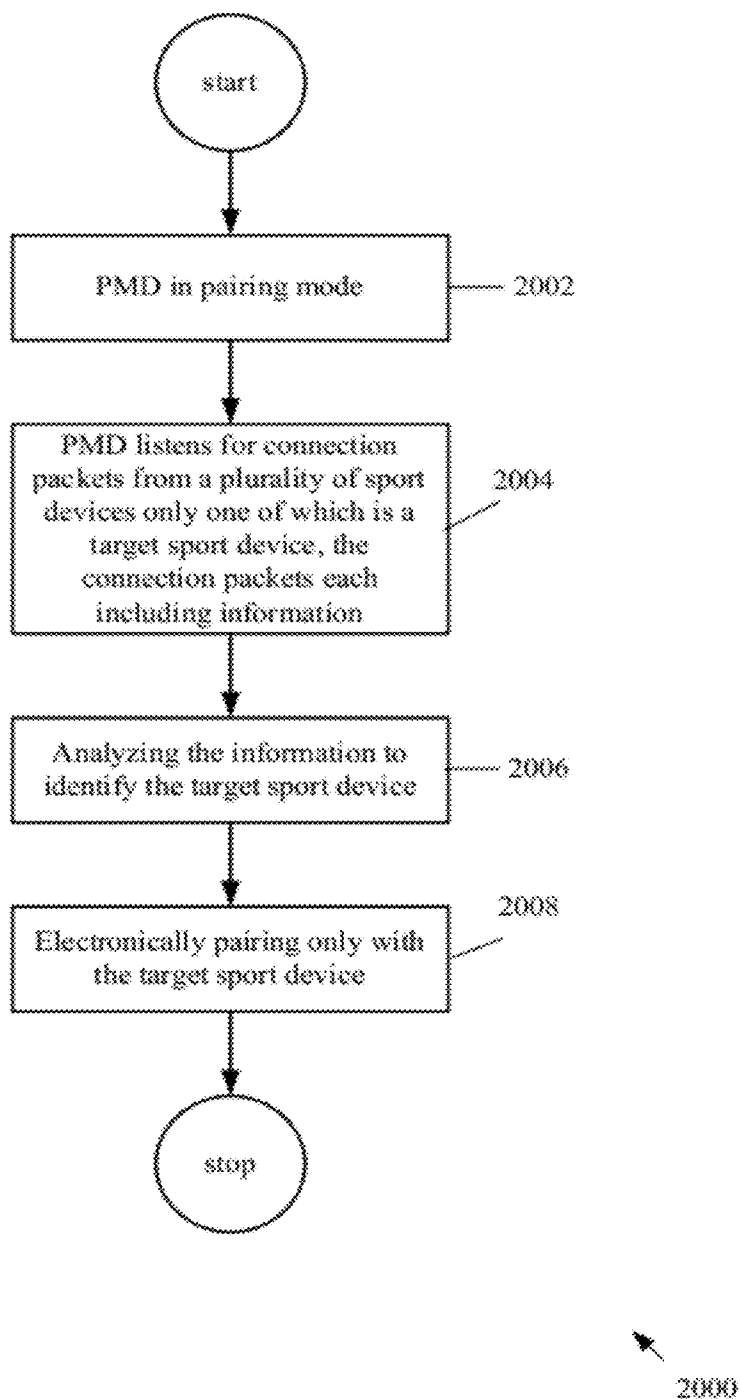 start
PMD in pairing mode
2002
PMD listens for connection
packets from a plurality of sport
devices only one of which is a
target sport device, the
connection packets each
including information
2004
Analyzing the information to
identify the target sport device
2006
Electronically pairing only with
the target sport device
2008
stop
2000